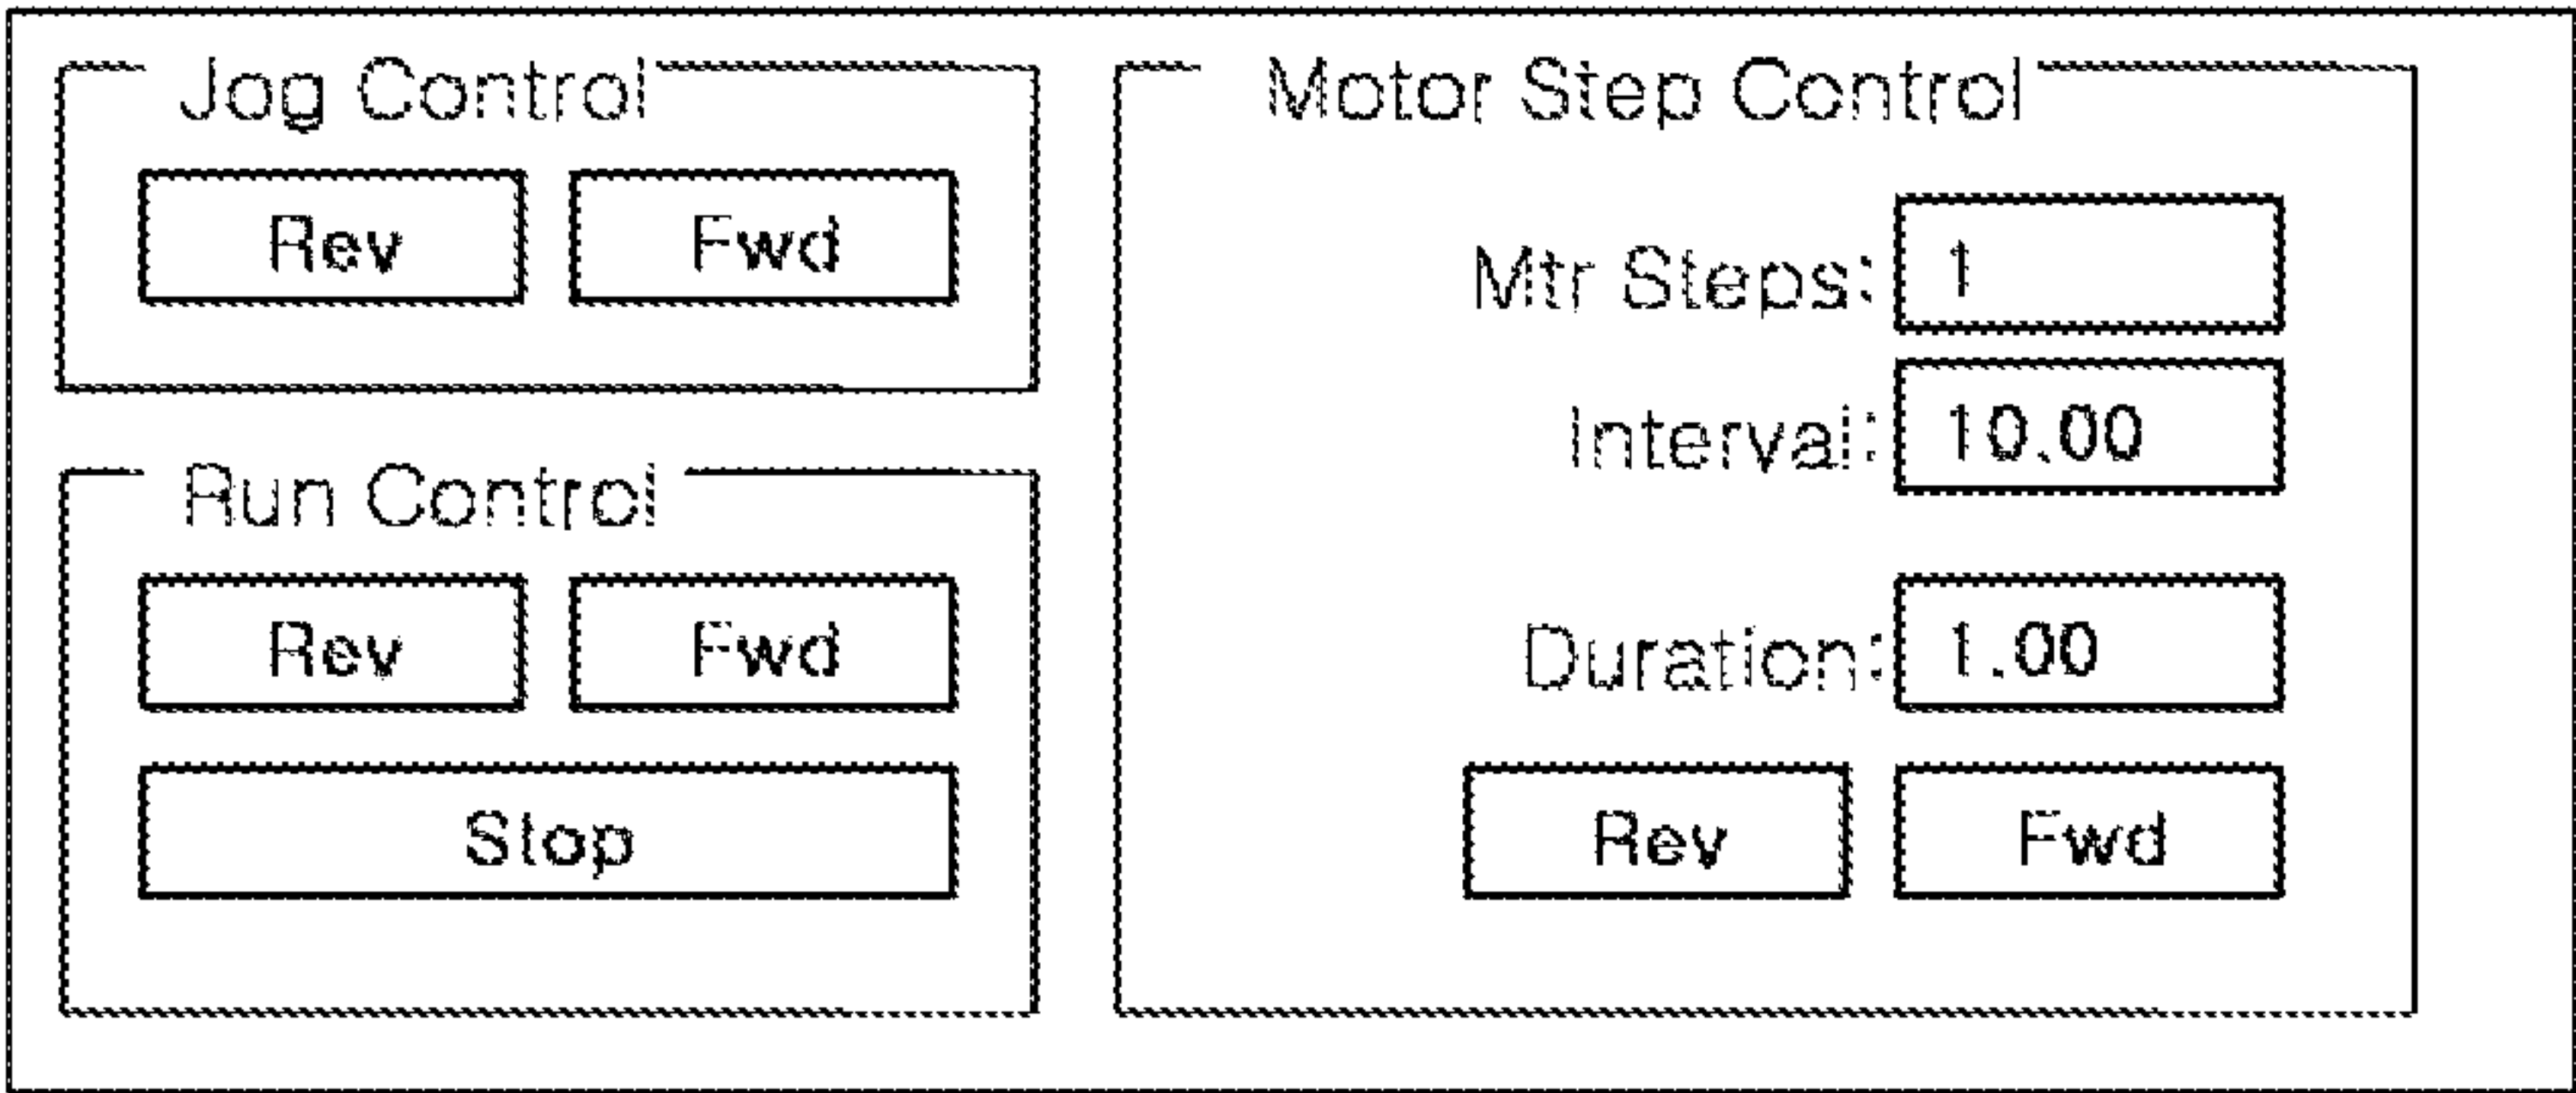 Jog Control
Rev Fwd
Run Control
Rev Fwd
Stop
Motor Step Control
Mtr Steps: 1
Interval: 10.00
Duration: 1.00
Rev Fwd